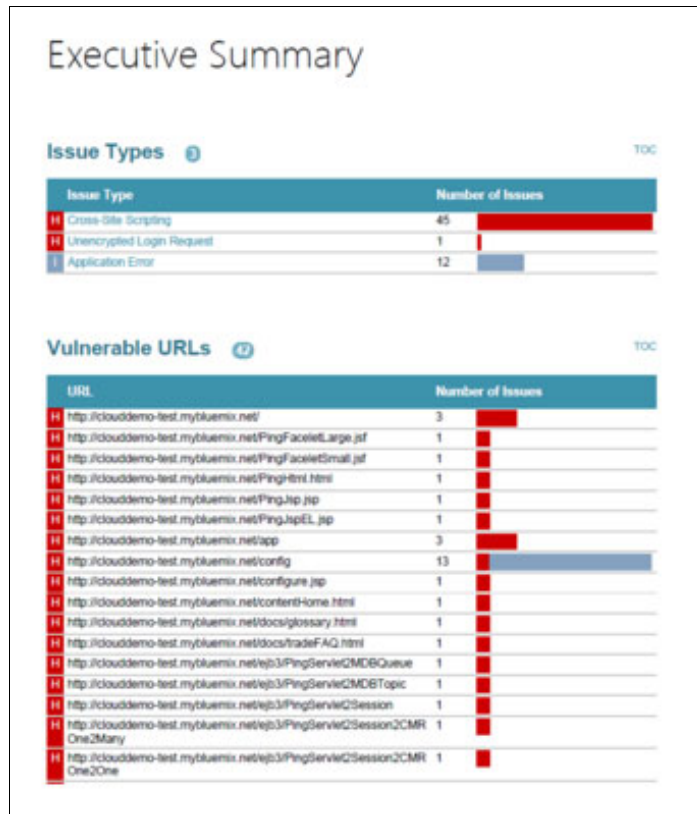 Executive Summary
Issue Types 3
TOC
Issue Type Number of Issues
H Cross-Site Scripting 45
H Unencrypted Login Request 1
I Application Error 12
Vulnerable URLs
TOC
URL Number of Issues
H http://clouddemo-test.mybluemix.net/ 3
H http://clouddemo-test.mybluemix.net/PingFaceletLarge.jsf 1
H http://clouddemo-test.mybluemix.net/PingFaceletSmall.jsf 1
H http://clouddemo-test.mybluemix.net/PingHtml.html 1
H http://clouddemo-test.mybluemix.net/PingJsp.jsp 1
H http://clouddemo-test.mybluemix.net/PingJspEL.jsp 1
H http://clouddemo-test.mybluemix.net/app 3
H http://clouddemo-test.mybluemix.net/config 13
H http://clouddemo-test.mybluemix.net/configure.jsp 1
H http://clouddemo-test.mybluemix.net/contentHome.html 1
H http://clouddemo-test.mybluemix.net/docs/glossary.html 1
H http://clouddemo-test.mybluemix.net/docs/tradeFAQ.html 1
H http://clouddemo-test.mybluemix.net/ejb3/PingServlet2MDBQueue 1
H http://clouddemo-test.mybluemix.net/ejb3/PingServlet2MDBTopic 1
H http://clouddemo-test.mybluemix.net/ejb3/PingServlet2Session 1
H http://clouddemo-test.mybluemix.net/ejb3/PingServlet2Session2CMR 1
One2Many
H http://clouddemo-test.mybluemix.net/ejb3/PingServlet2Session2CMR 1
One2One